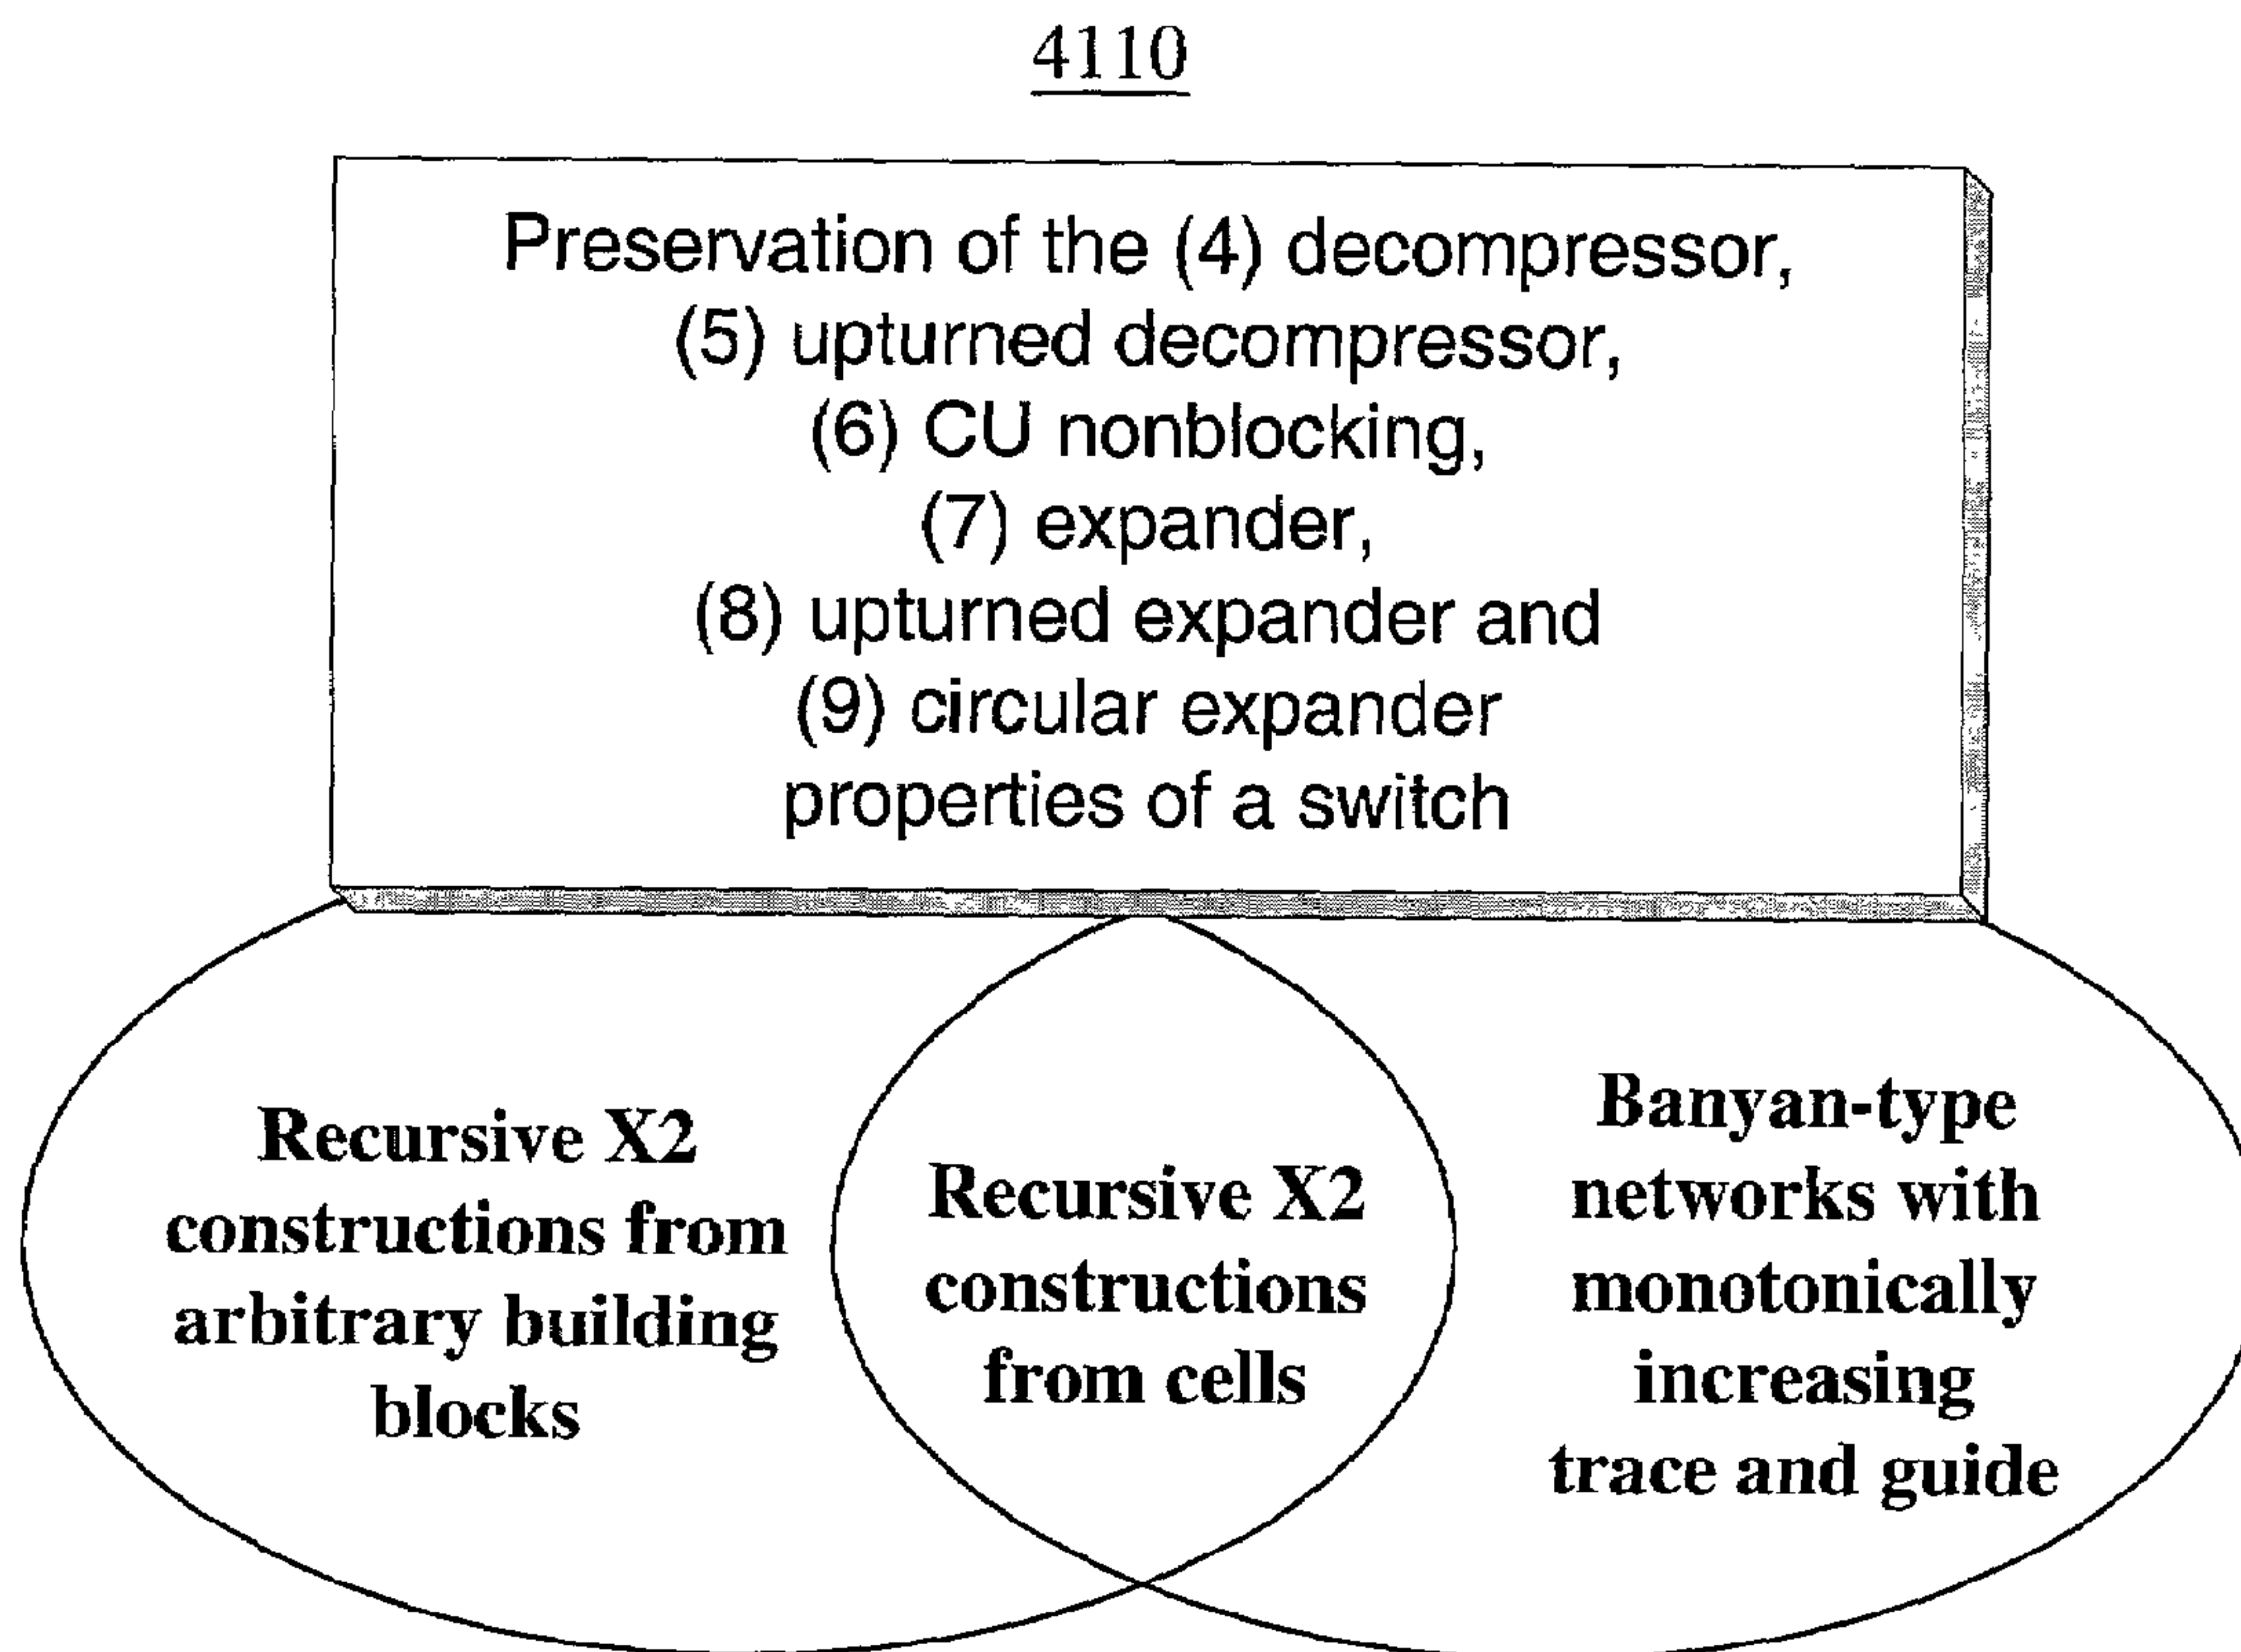 4110
Preservation of the (4) decompressor,
(5) upturned decompressor,
(6) CU nonblocking,
(7) expander,
(8) upturned expander and
(9) circular expander
properties of a switch
Recursive X2
constructions from
arbitrary building
blocks
Recursive X2
constructions
from cells
Banyan-type
networks with
monotonically
increasing
trace and guide